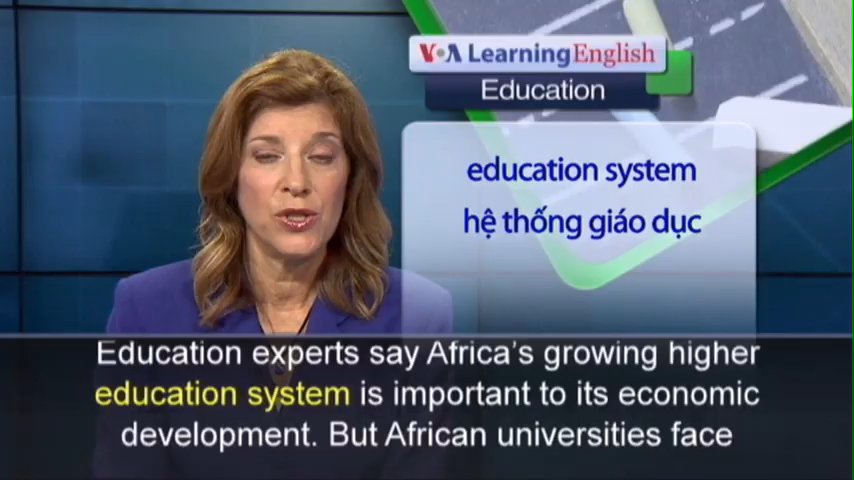 VOA Learning English
Education
education system
hệ thống giáo dục
Education experts say Africa's growing higher
education system is important to its economic
development. But African universities face